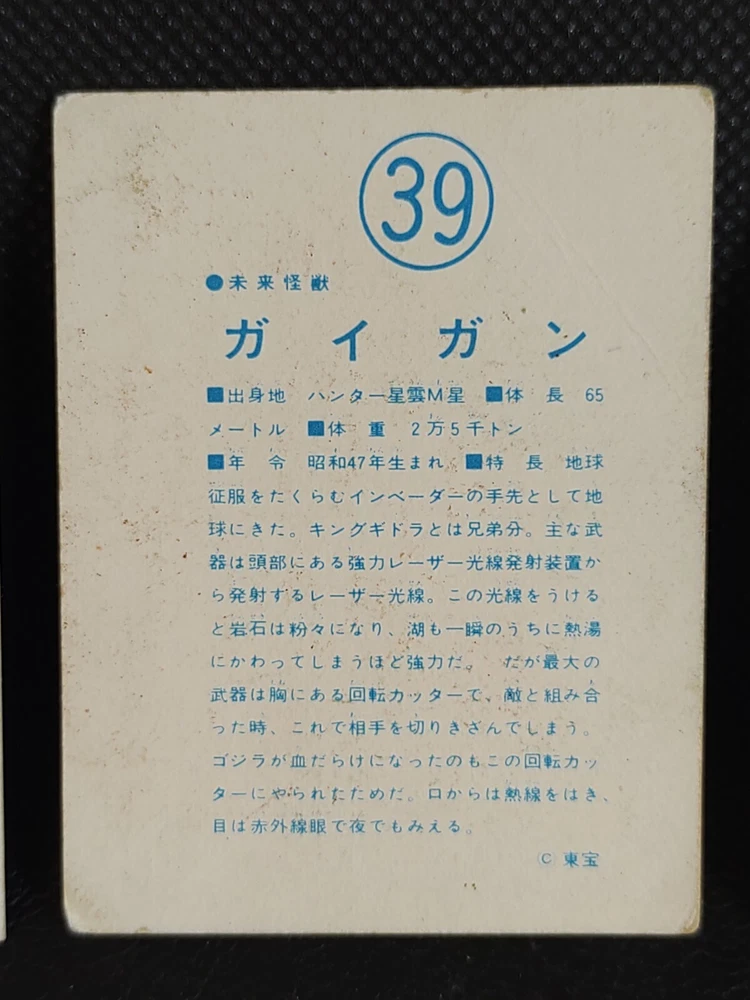 39
●未来怪獣
ガイガン
■出身地 ハンター星雲M星 ■体長 65
メートル ■体重 2万5千トン
■年令 昭和47年生まれ ■特長 地球
征服をたくらむインベーダーの手先として地
球にきた。キングギドラとは兄弟分。主な武
器は頭部にある強力レーザー光線発射装置か
ら発射するレーザー光線。この光線をうける
と岩石は粉々になり、湖も一瞬のうちに熱湯
にかわってしまうほど強力だ。 だが最大の
武器は胸にある回転カッターで、敵と組み合
った時、これで相手を切りきざんでしまう。
ゴジラが血だらけになったのもこの回転カッ
ターにやられたためだ。口からは熱線をはき、
目は赤外線眼で夜でもみえる。
© 東宝